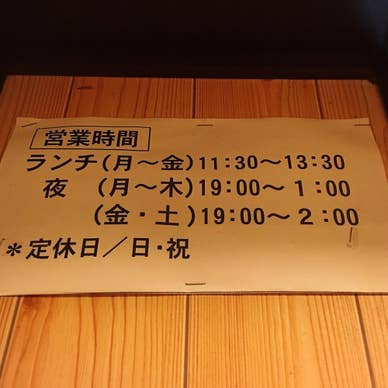 営業時間
ランチ(月～金)11:30～13:30
夜 (月～木)19:00～1:00
(金・土)19:00～2:00
＊定休日／日・祝